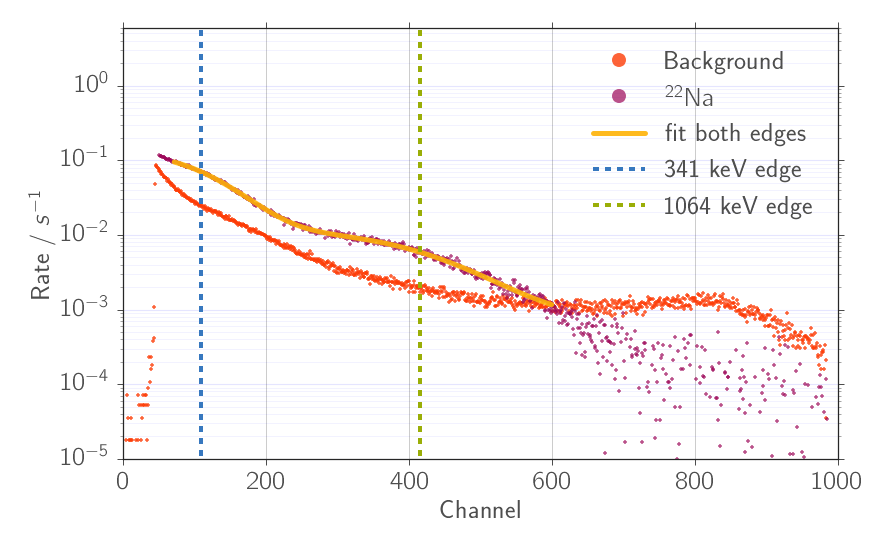 Background
²²Na
fit both edges
341 keV edge
1064 keV edge
10⁰
10⁻¹
10⁻²
10⁻³
10⁻⁴
10⁻⁵
Rate / s⁻¹
0 200 400 600 800 1000
Channel